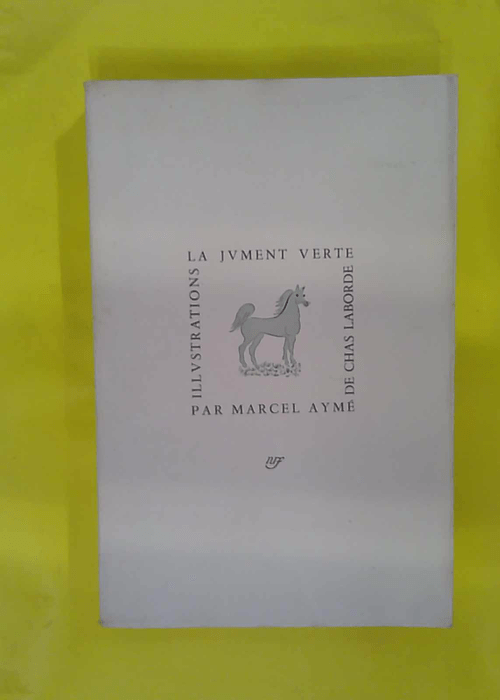 LA JVMENT VERTE
ILLVSTRATIONS
DE CHAS LABORDE
PAR MARCEL AYMÉ
nrf